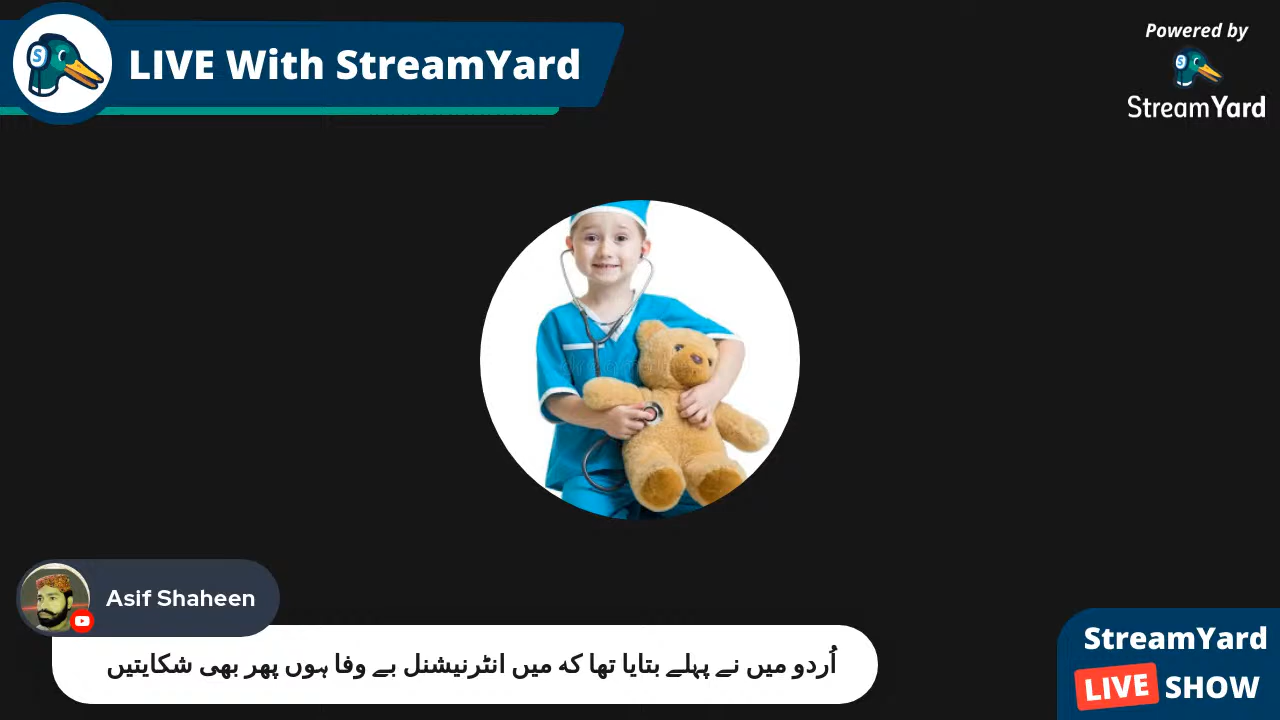 LIVE With StreamYard
Powered by
StreamYard
Asif Shaheen
اُردو میں نے پہلے بتایا تھا کہ میں انٹرنیشنل بے وفا ہوں پھر بھی شکایتیں
StreamYard
LIVE SHOW